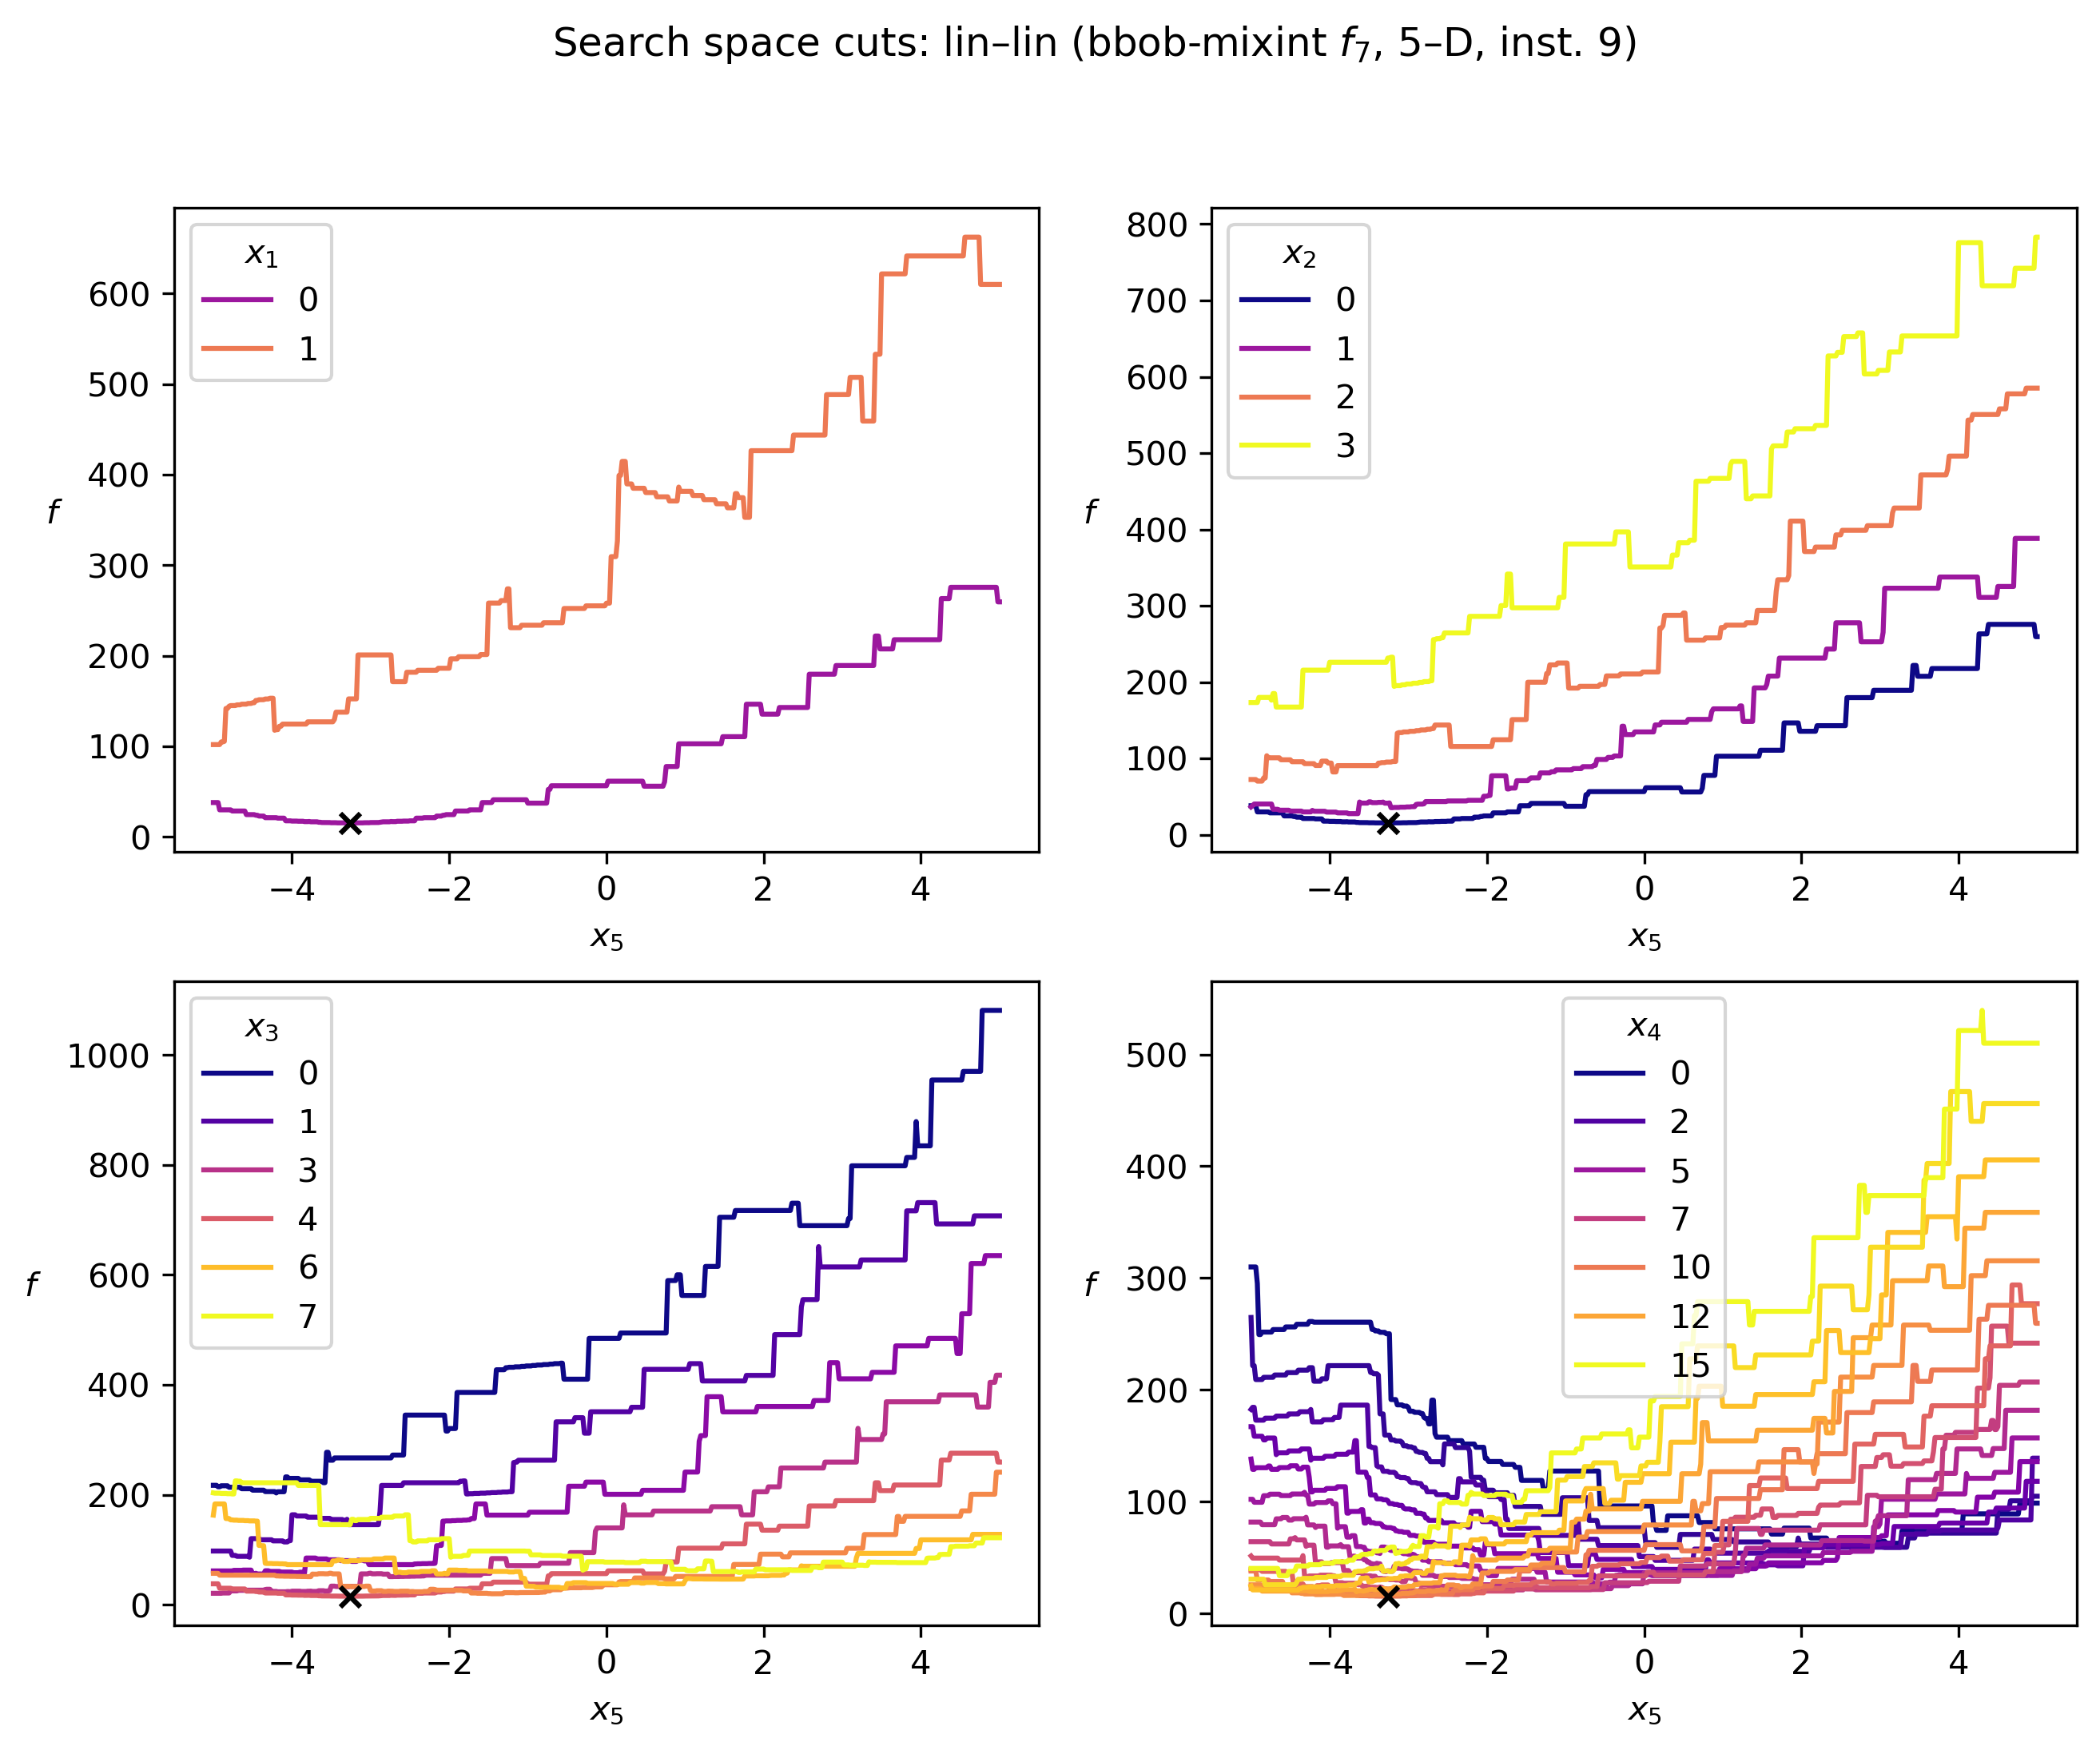 Search space cuts: lin–lin (bbob-mixint f₇, 5–D, inst. 9)
x₁
0
1
600
500
400
300
200
100
0
f
−4 −2 0 2 4
x₅
x₂
0
1
2
3
800
700
600
500
400
300
200
100
0
f
−4 −2 0 2 4
x₅
x₃
0
1
3
4
6
7
1000
800
600
400
200
0
f
−4 −2 0 2 4
x₅
x₄
0
2
5
7
10
12
15
500
400
300
200
100
0
f
−4 −2 0 2 4
x₅